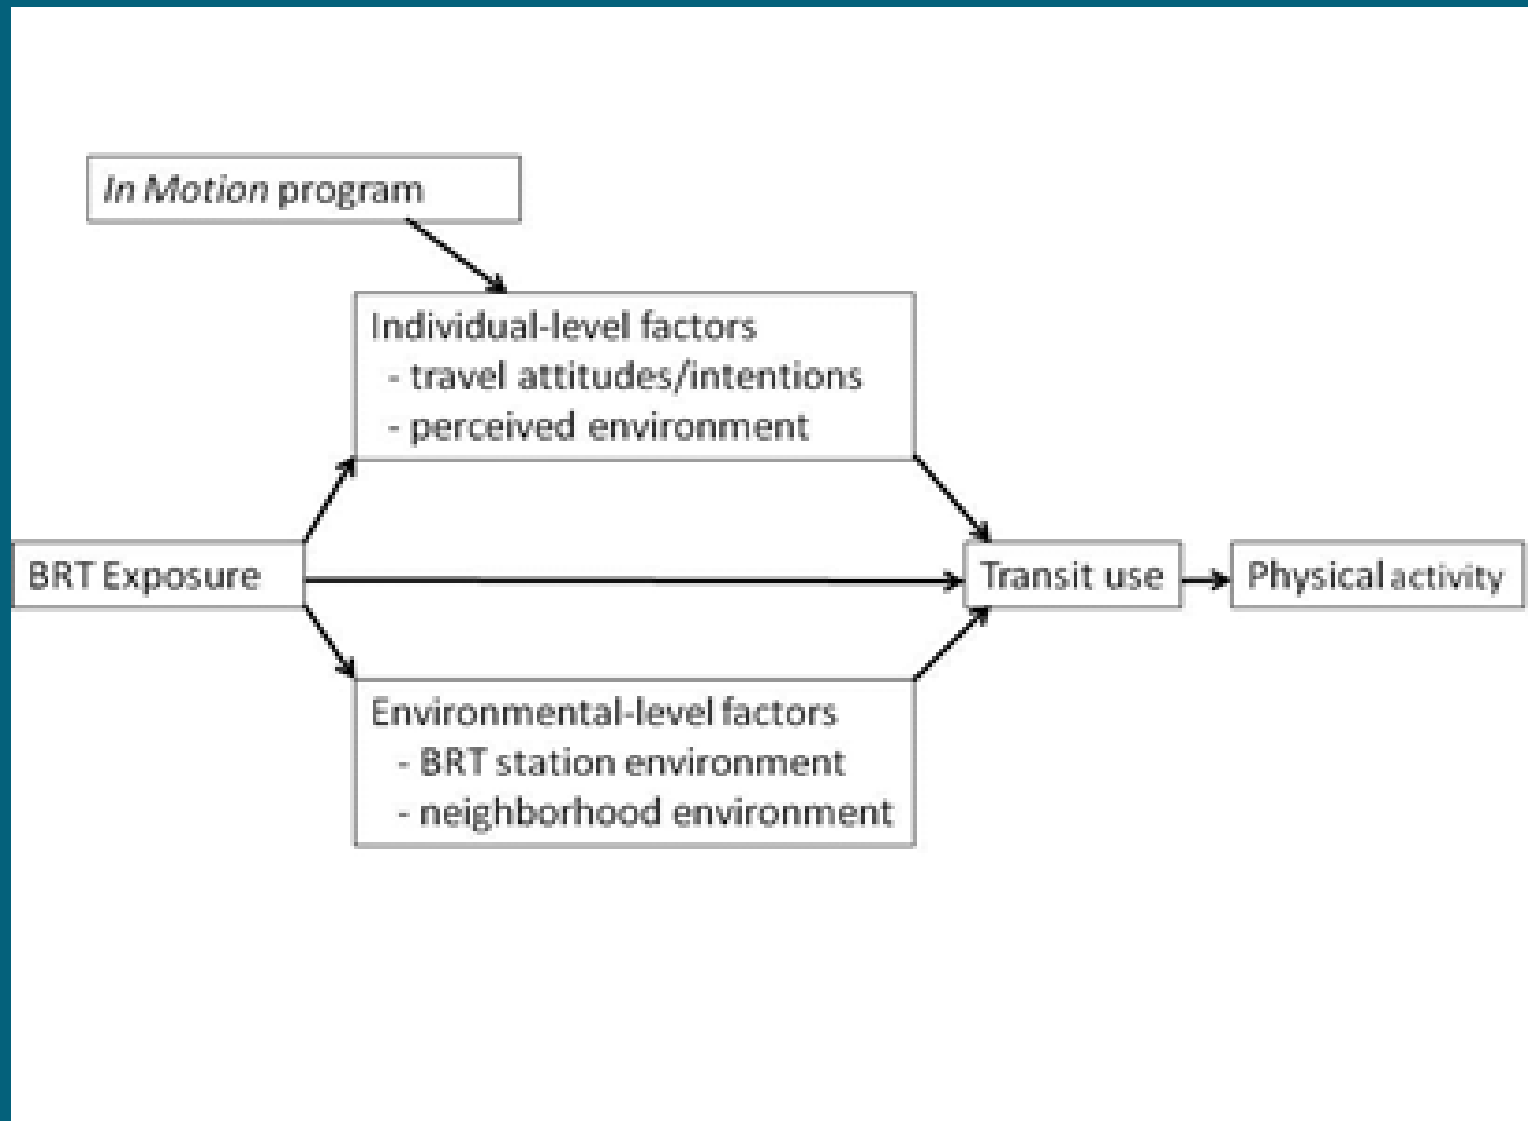 In Motion program
Individual-level factors
- travel attitudes/intentions
- perceived environment
BRT Exposure
Transit use
Physical activity
Environmental-level factors
- BRT station environment
- neighborhood environment